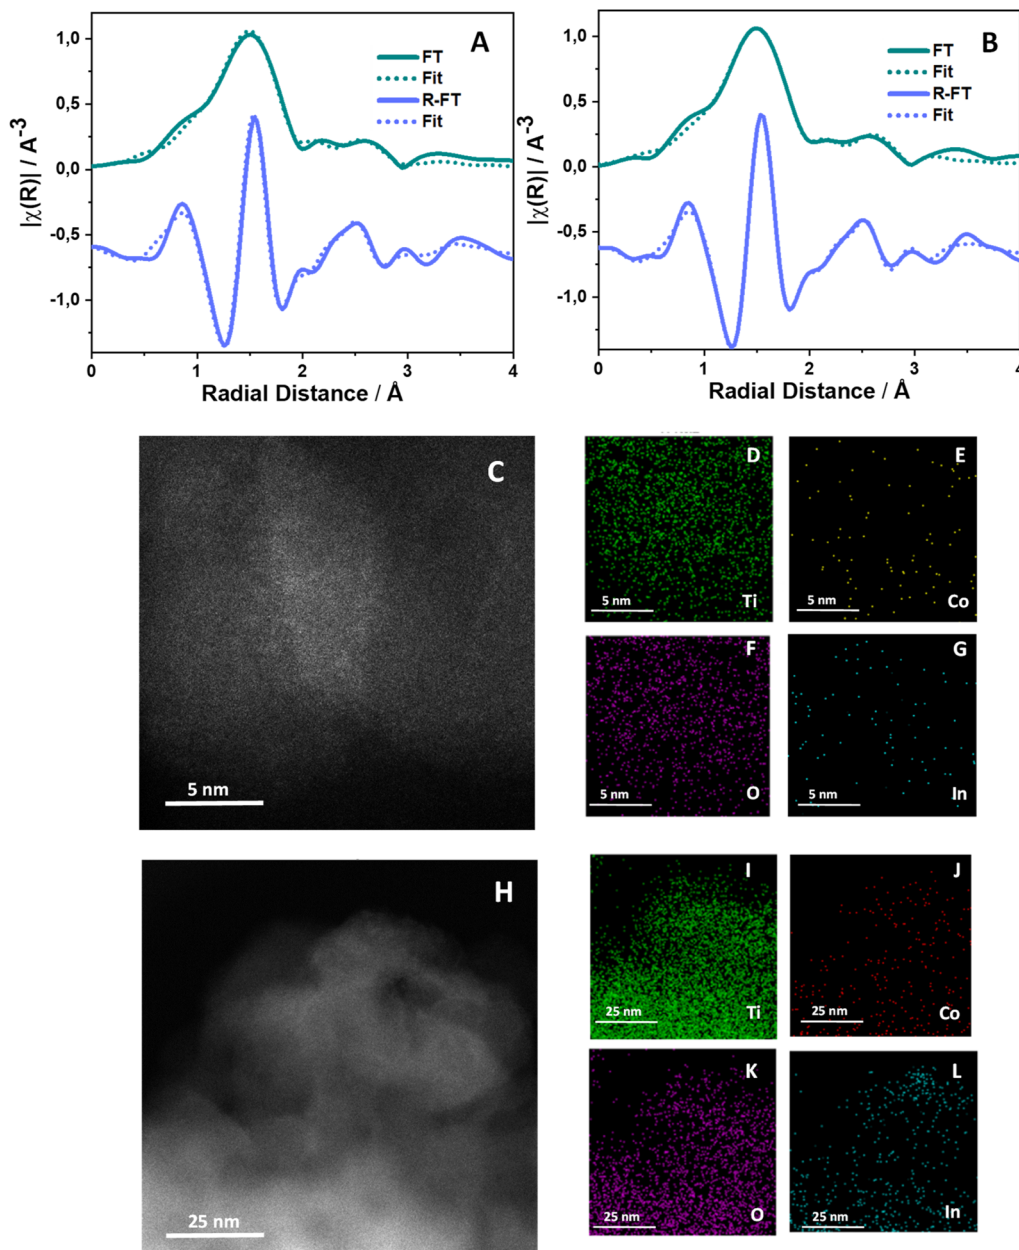 A
FT
Fit
R-FT
Fit
|χ(R)| / A⁻³
1,0
0,5
0,0
-0,5
-1,0
0 1 2 3 4
Radial Distance / Å
B
FT
Fit
R-FT
Fit
|χ(R)| / A⁻³
1,0
0,5
0,0
-0,5
-1,0
0 1 2 3 4
Radial Distance / Å
C
5 nm
D
5 nm
Ti
E
5 nm
Co
F
5 nm
O
G
5 nm
In
H
25 nm
I
25 nm
Ti
J
25 nm
Co
K
25 nm
O
L
25 nm
In